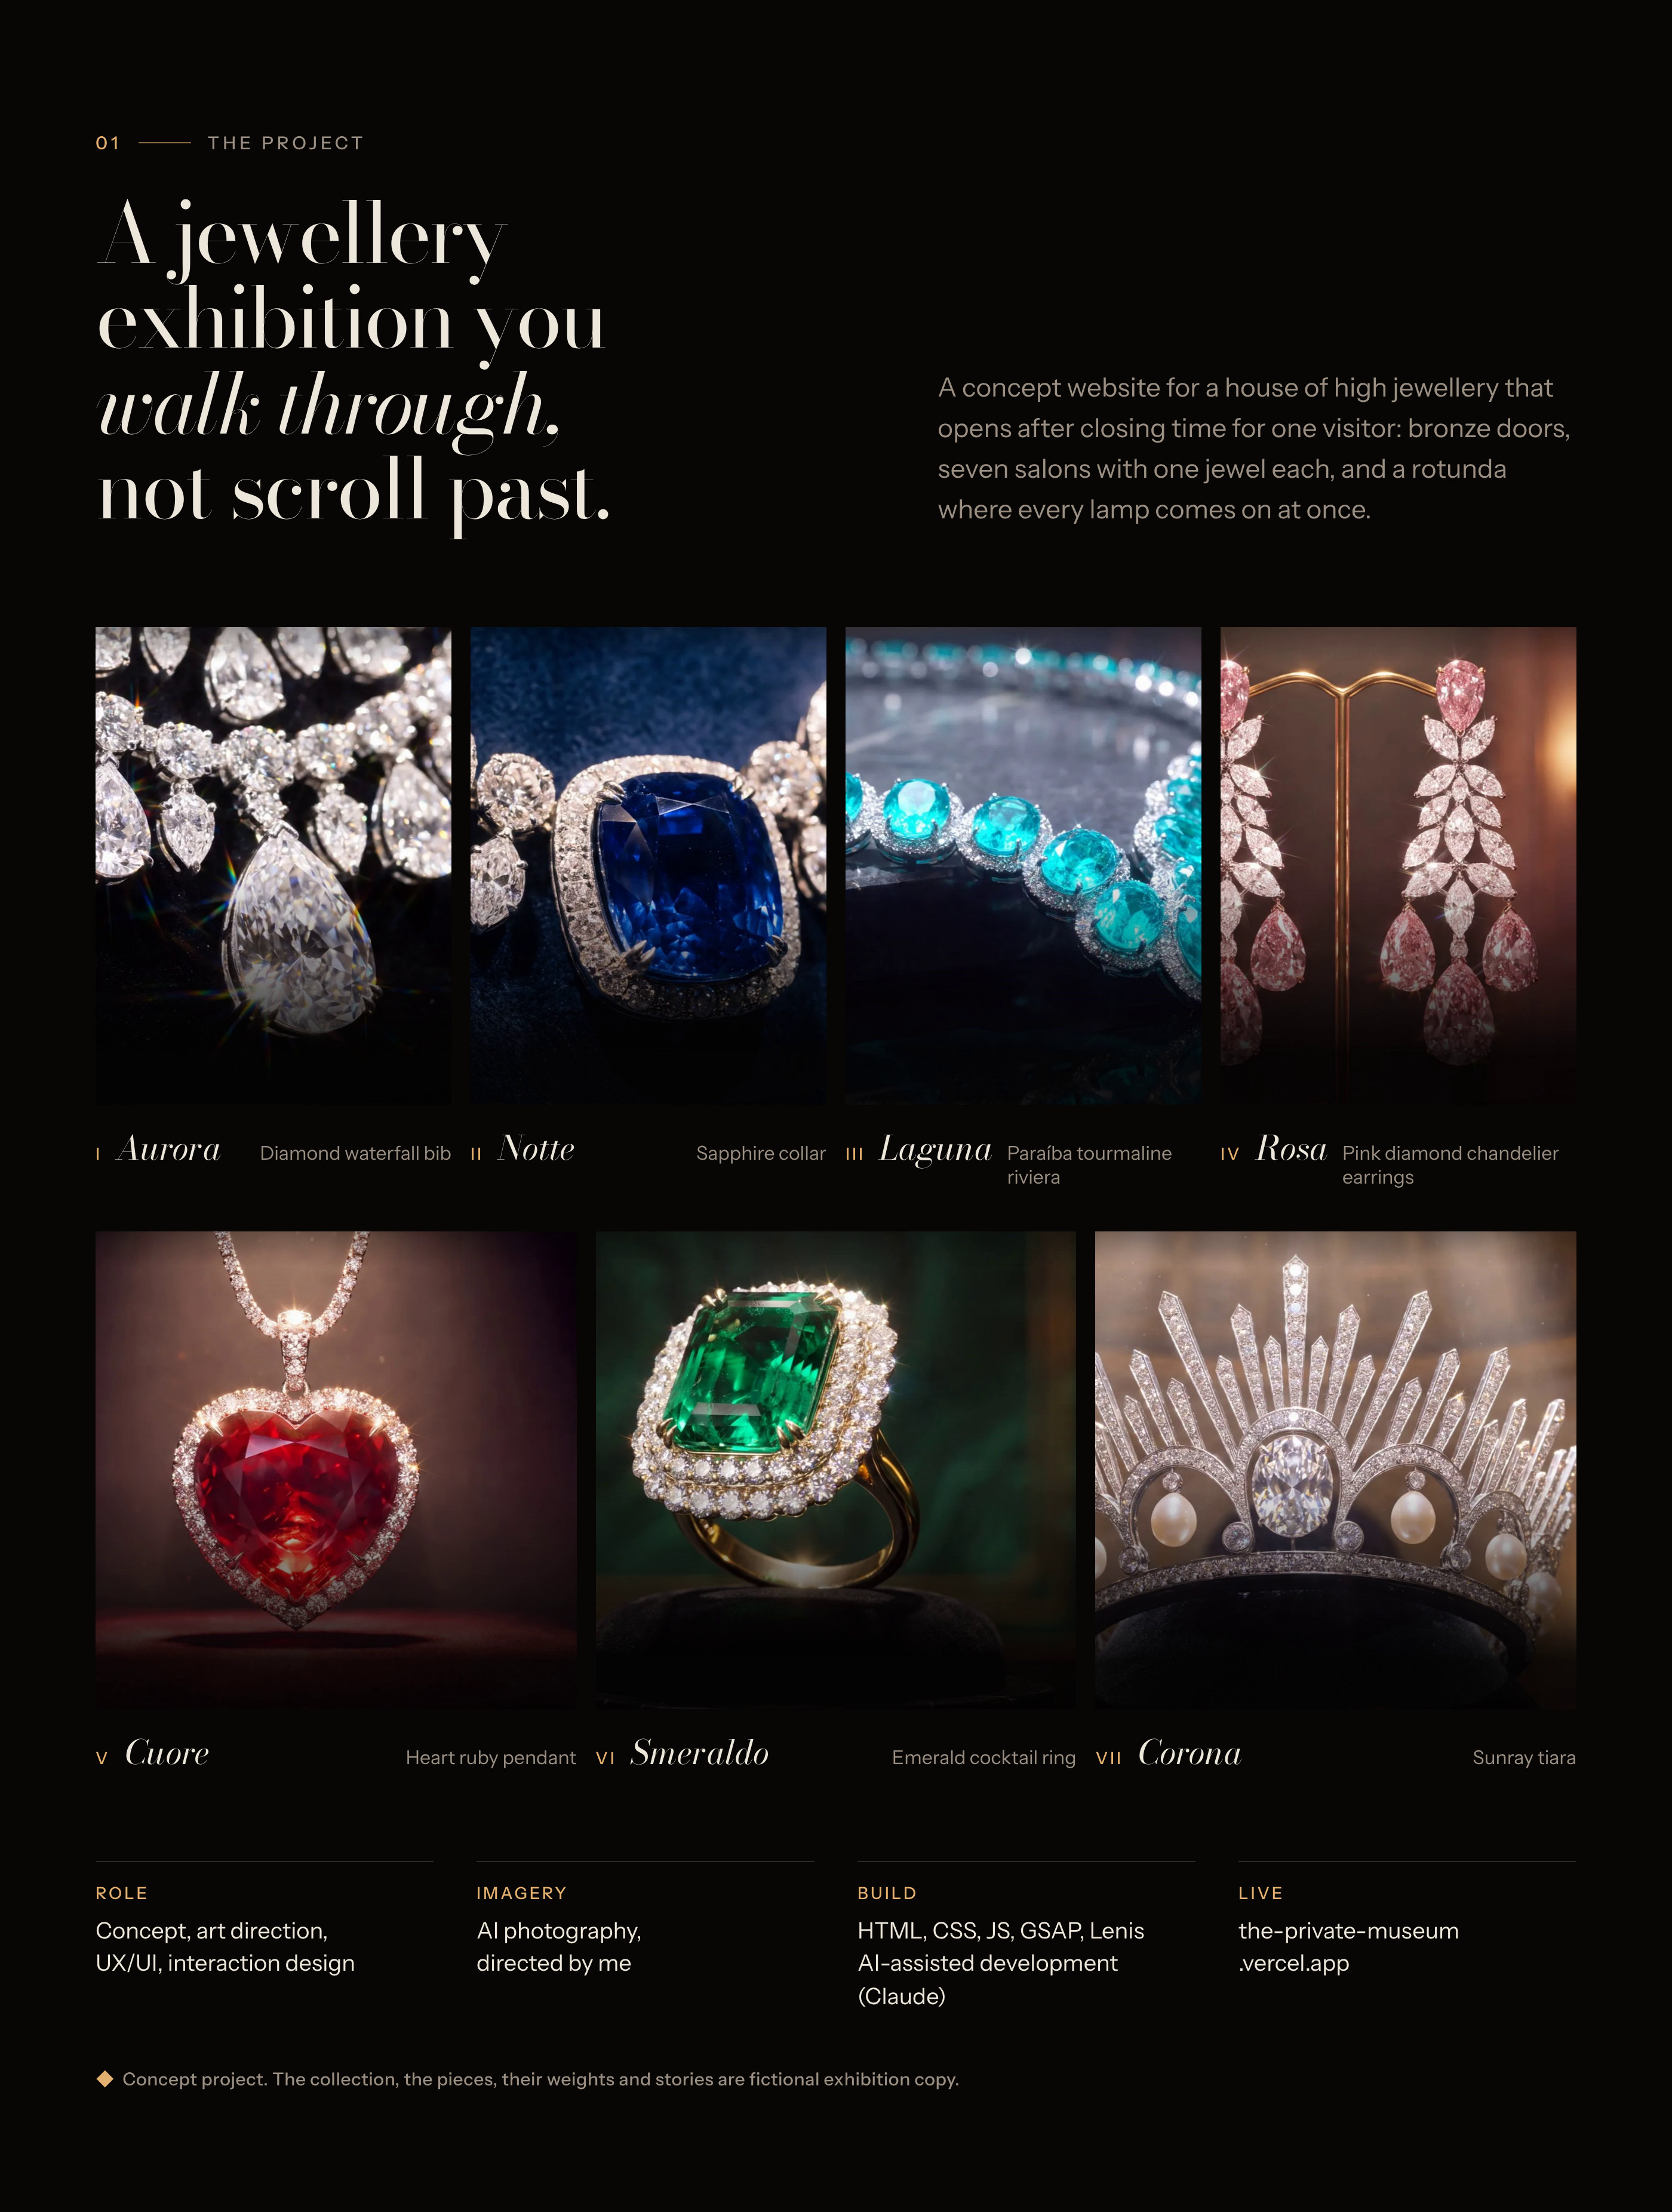 01 THE PROJECT
A jewellery
exhibition you
walk through,
not scroll past.
A concept website for a house of high jewellery that
opens after closing time for one visitor: bronze doors,
seven salons with one jewel each, and a rotunda
where every lamp comes on at once.
I Aurora Diamond waterfall bib
II Notte Sapphire collar
III Laguna Paraíba tourmaline
riviera
IV Rosa Pink diamond chandelier
earrings
V Cuore Heart ruby pendant
VI Smeraldo Emerald cocktail ring
VII Corona Sunray tiara
ROLE
Concept, art direction,
UX/UI, interaction design
IMAGERY
AI photography,
directed by me
BUILD
HTML, CSS, JS, GSAP, Lenis
AI-assisted development
(Claude)
LIVE
the-private-museum
.vercel.app
Concept project. The collection, the pieces, their weights and stories are fictional exhibition copy.